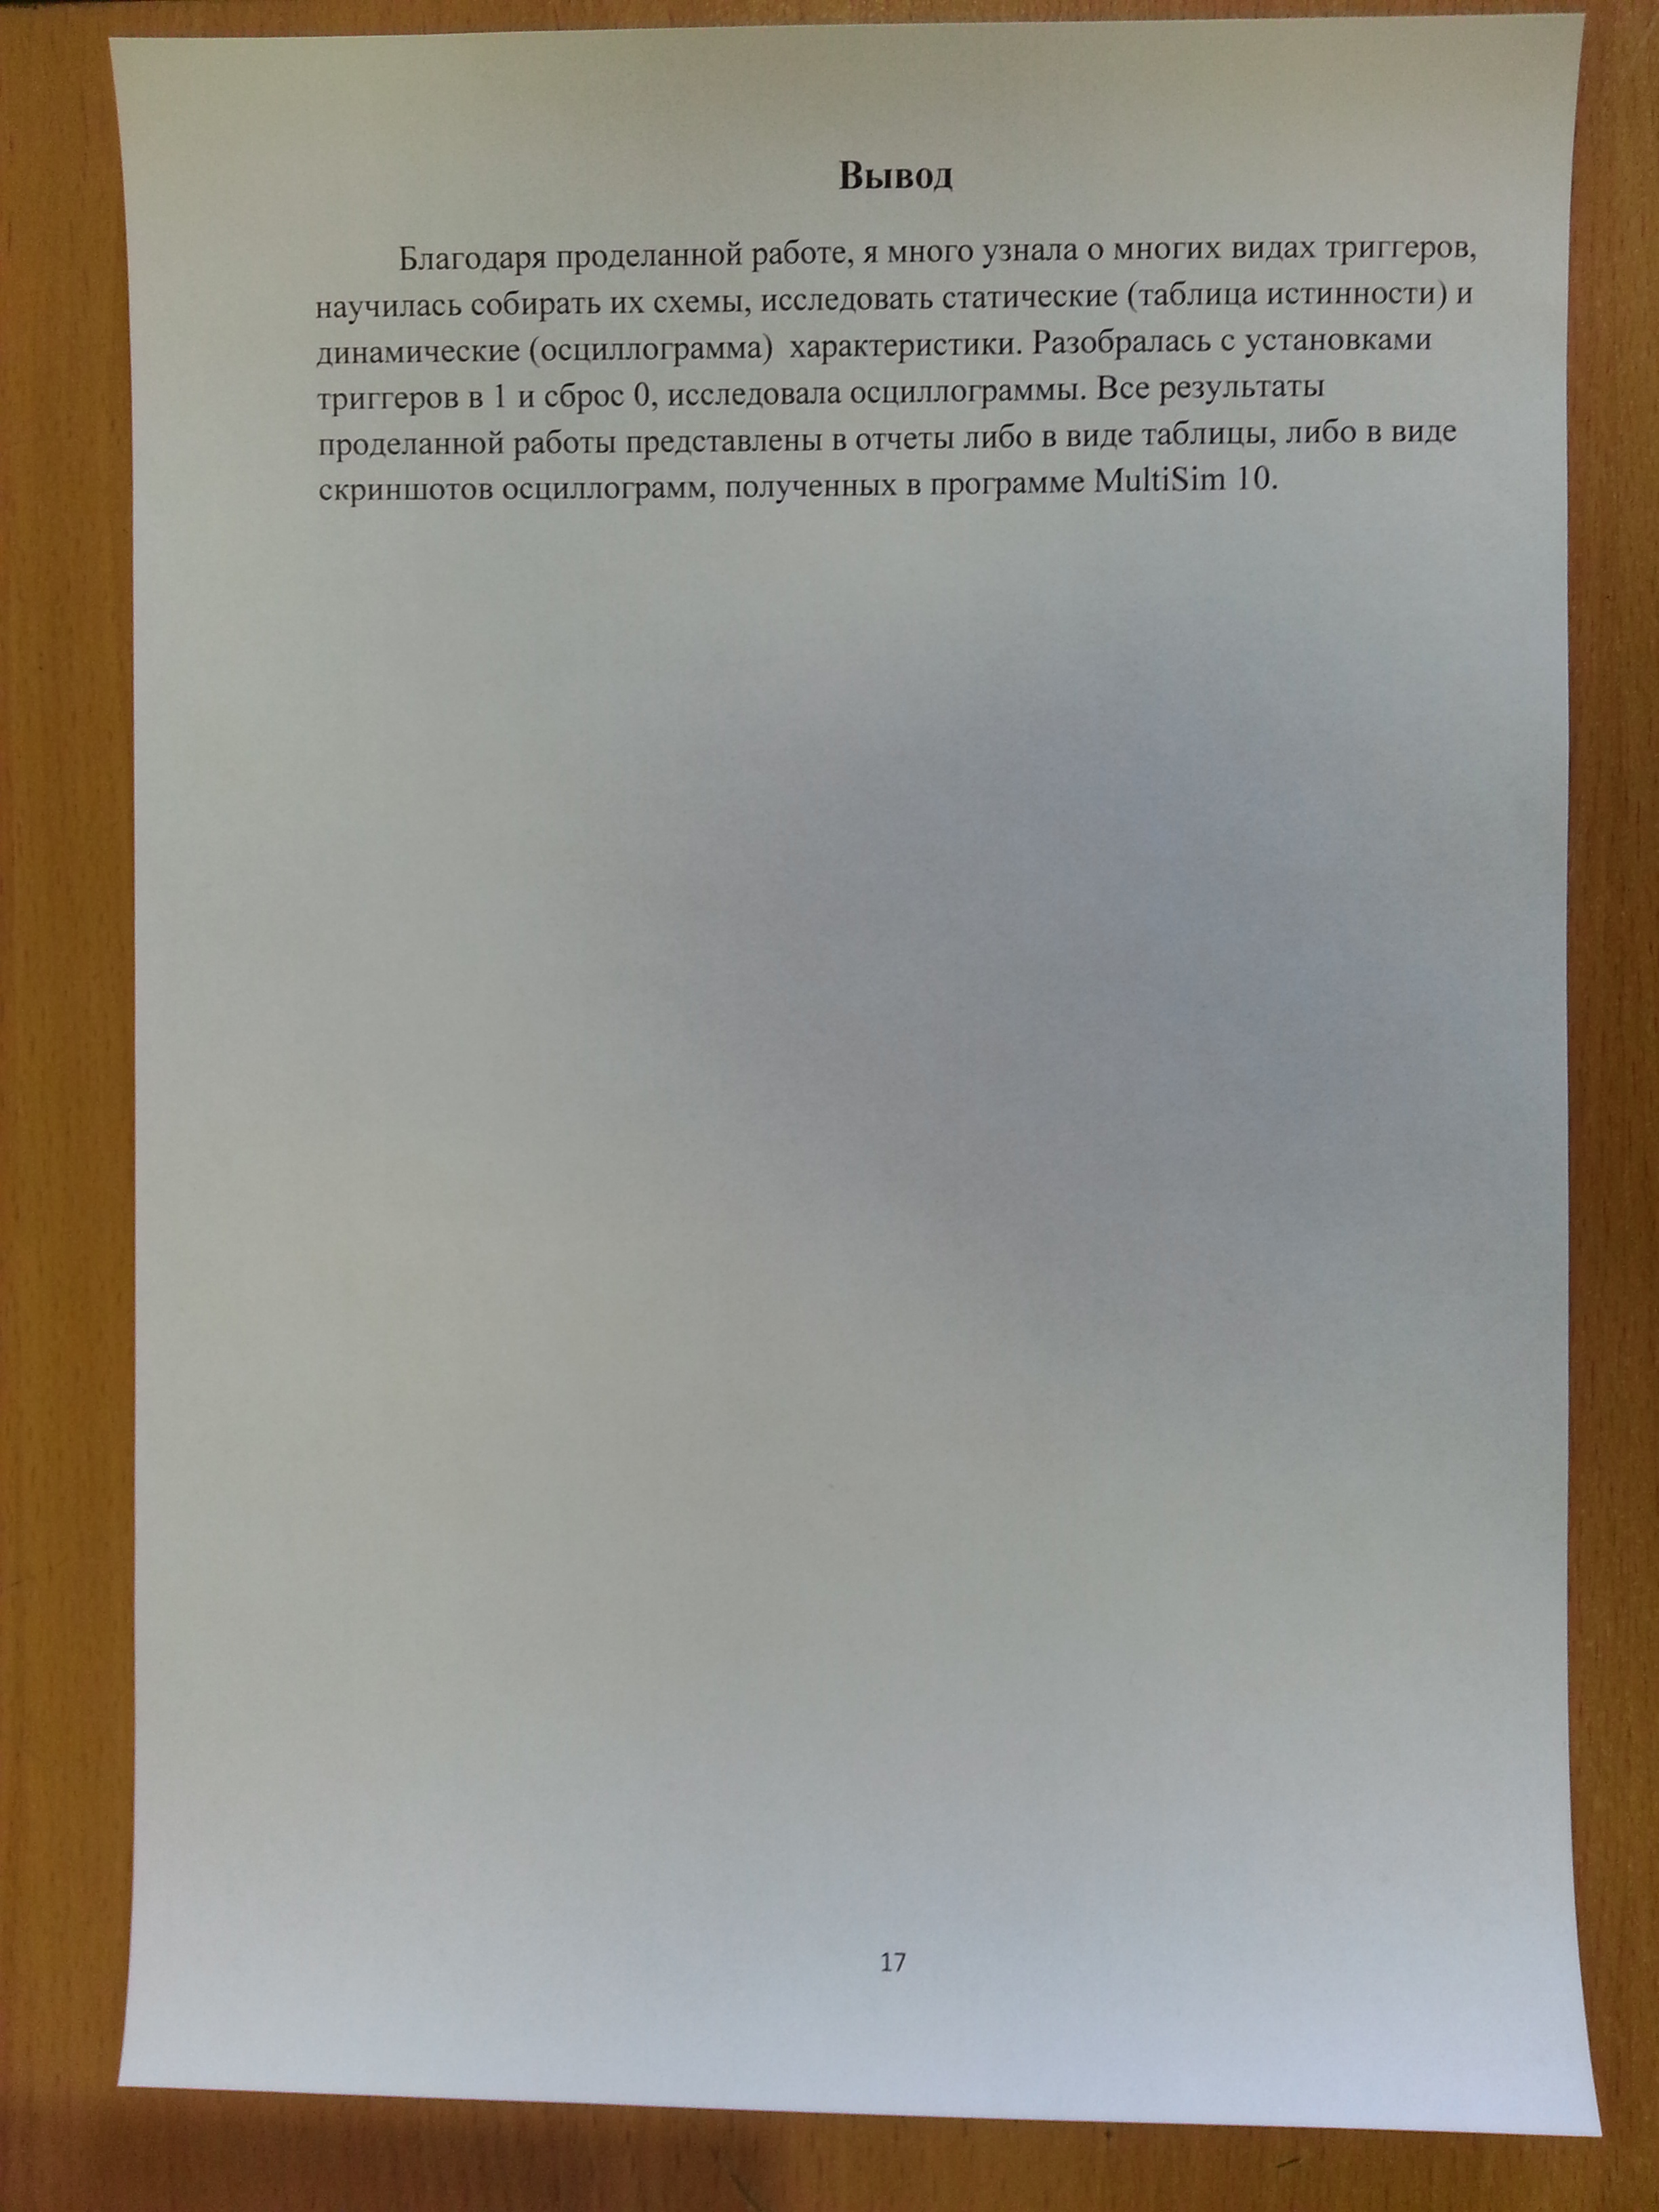 Вывод
Благодаря проделанной работе, я много узнала о многих видах триггеров,
научилась собирать их схемы, исследовать статические (таблица истинности) и
динамические (осциллограмма)  характеристики. Разобралась с установками
триггеров в 1 и сброс 0, исследовала осциллограммы. Все результаты
проделанной работы представлены в отчеты либо в виде таблицы, либо в виде
скриншотов осциллограмм, полученных в программе MultiSim 10.
17